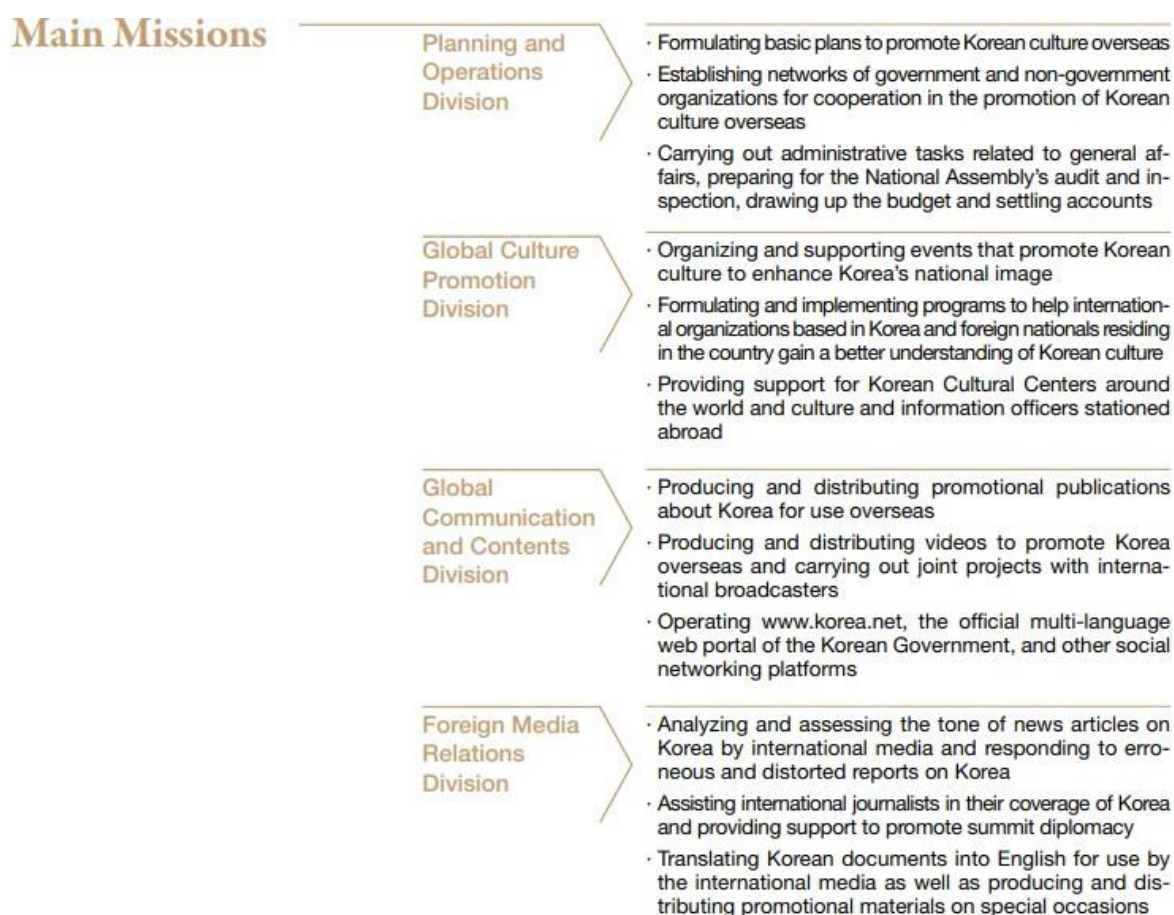 Main Missions
Planning and
Operations
Division
· Formulating basic plans to promote Korean culture overseas
· Establishing networks of government and non-government
organizations for cooperation in the promotion of Korean
culture overseas
· Carrying out administrative tasks related to general af-
fairs, preparing for the National Assembly’s audit and in-
spection, drawing up the budget and settling accounts
Global Culture
Promotion
Division
· Organizing and supporting events that promote Korean
culture to enhance Korea’s national image
· Formulating and implementing programs to help internation-
al organizations based in Korea and foreign nationals residing
in the country gain a better understanding of Korean culture
· Providing support for Korean Cultural Centers around
the world and culture and information officers stationed
abroad
Global
Communication
and Contents
Division
· Producing and distributing promotional publications
about Korea for use overseas
· Producing and distributing videos to promote Korea
overseas and carrying out joint projects with interna-
tional broadcasters
· Operating www.korea.net, the official multi-language
web portal of the Korean Government, and other social
networking platforms
Foreign Media
Relations
Division
· Analyzing and assessing the tone of news articles on
Korea by international media and responding to erro-
neous and distorted reports on Korea
· Assisting international journalists in their coverage of Korea
and providing support to promote summit diplomacy
· Translating Korean documents into English for use by
the international media as well as producing and dis-
tributing promotional materials on special occasions